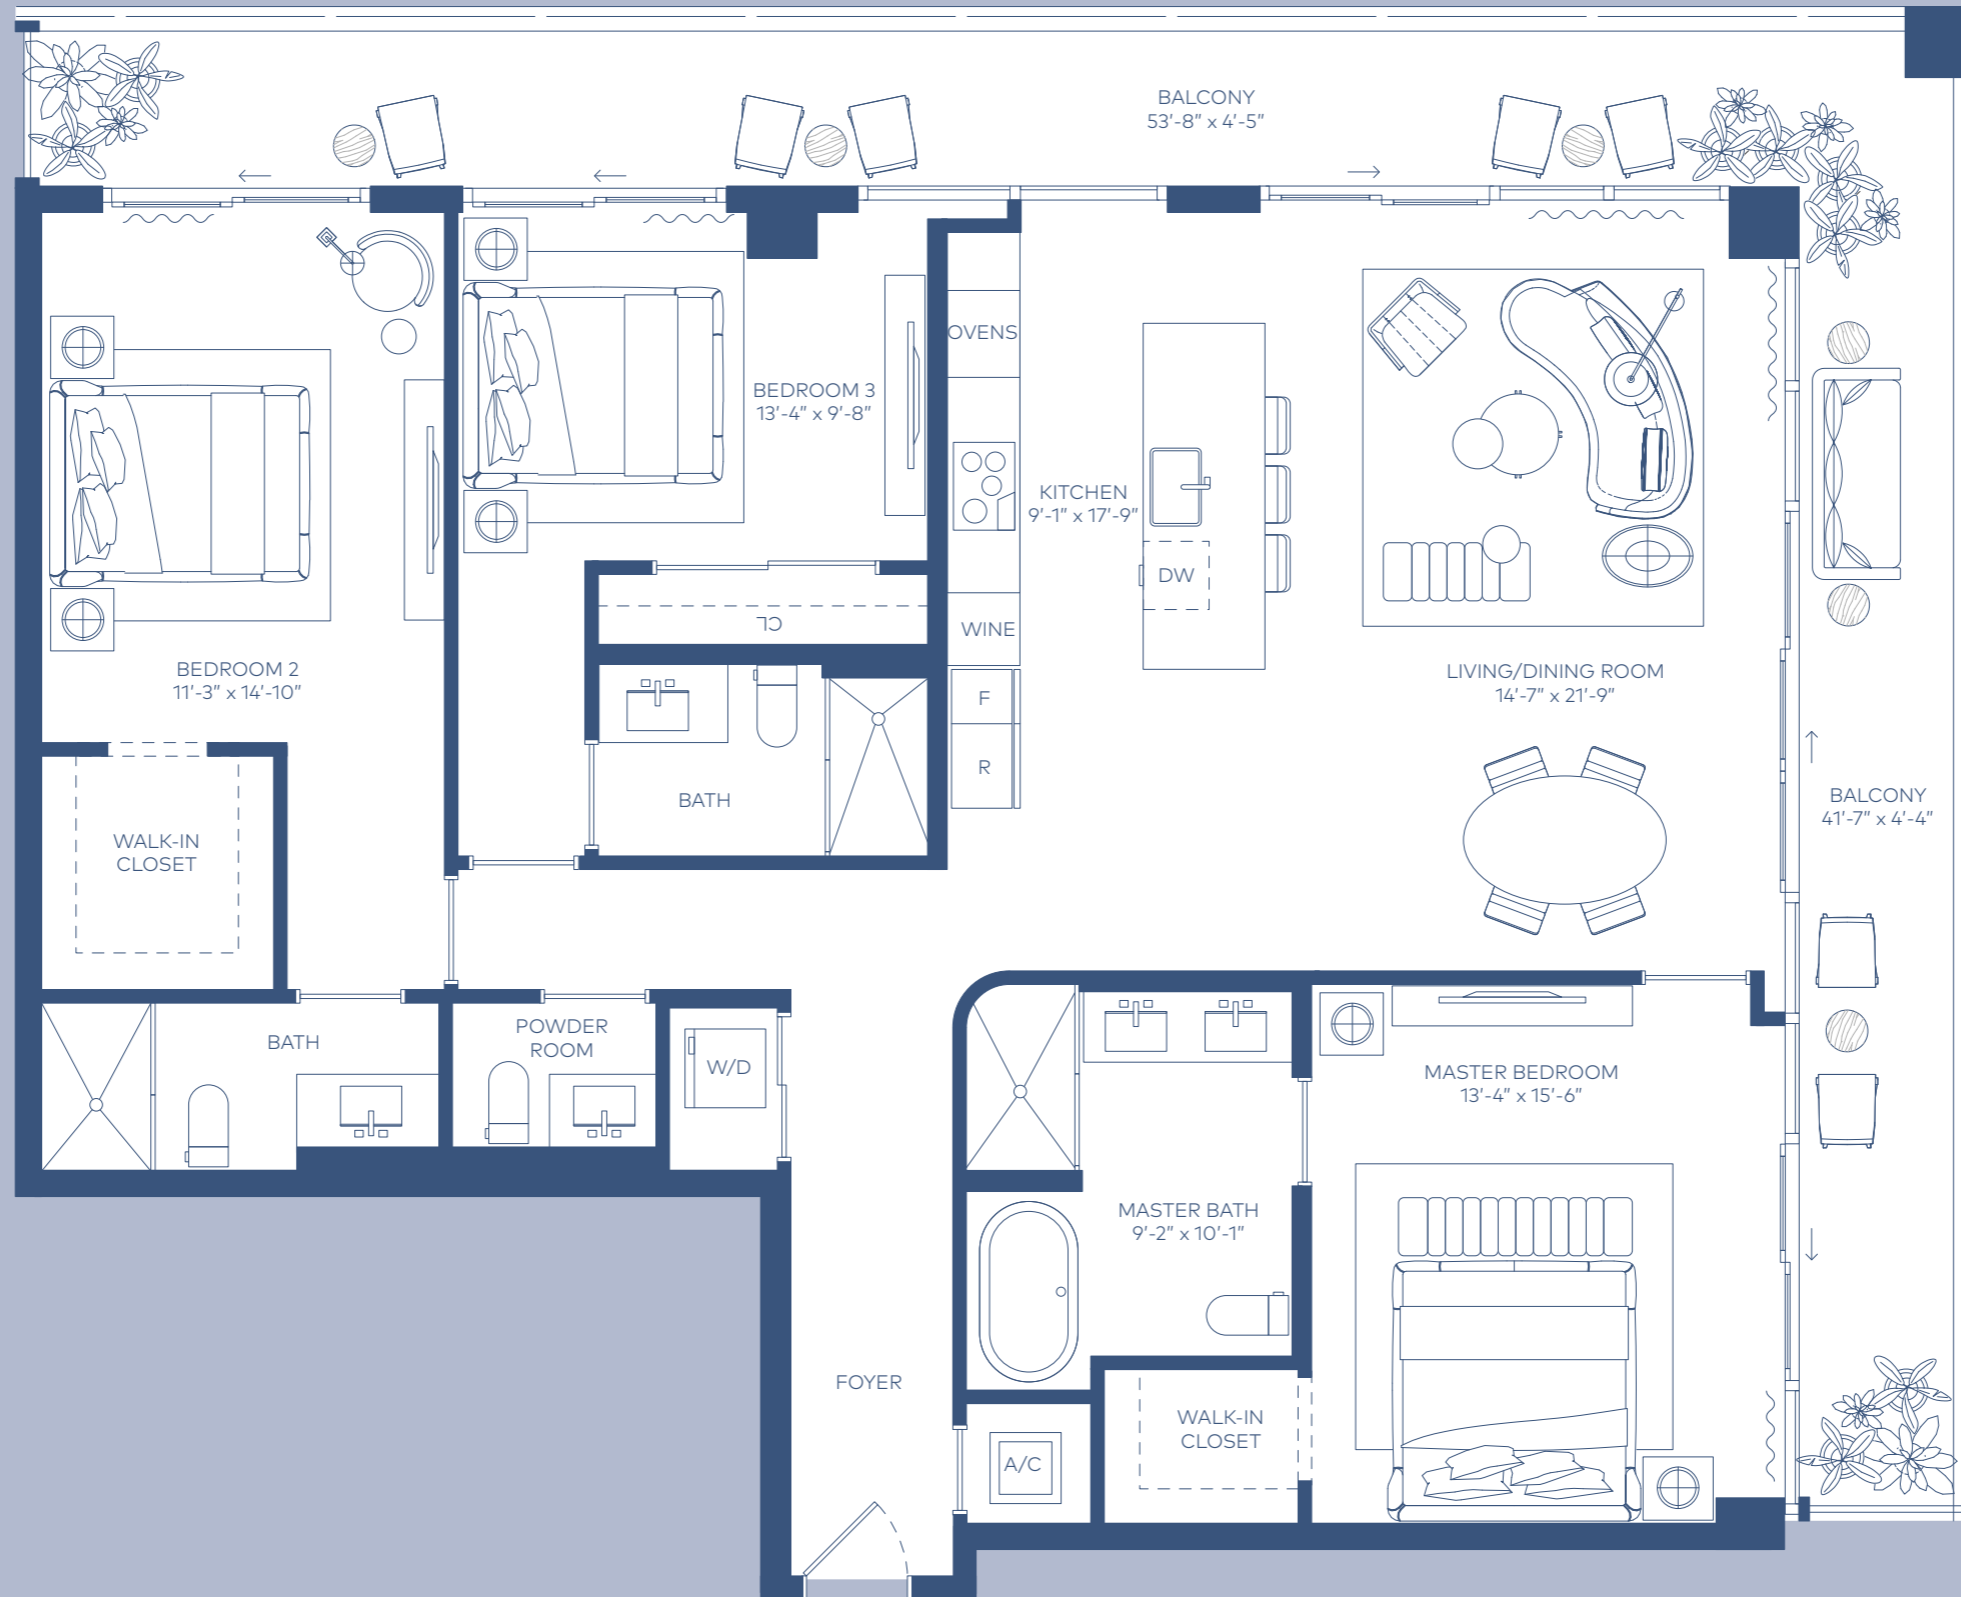 BALCONY
53'-8" x 4'-5"
OVENS
BEDROOM 3
13'-4" x 9'-8"
KITCHEN
9'-1" x 17'-9"
DW
CL
WINE
BEDROOM 2
11'-3" x 14'-10"
LIVING/DINING ROOM
14'-7" x 21'-9"
F
R
BATH
BALCONY
41'-7" x 4'-4"
WALK-IN
CLOSET
BATH
POWDER
ROOM
W/D
MASTER BEDROOM
13'-4" x 15'-6"
MASTER BATH
9'-2" x 10'-1"
FOYER
WALK-IN
CLOSET
A/C